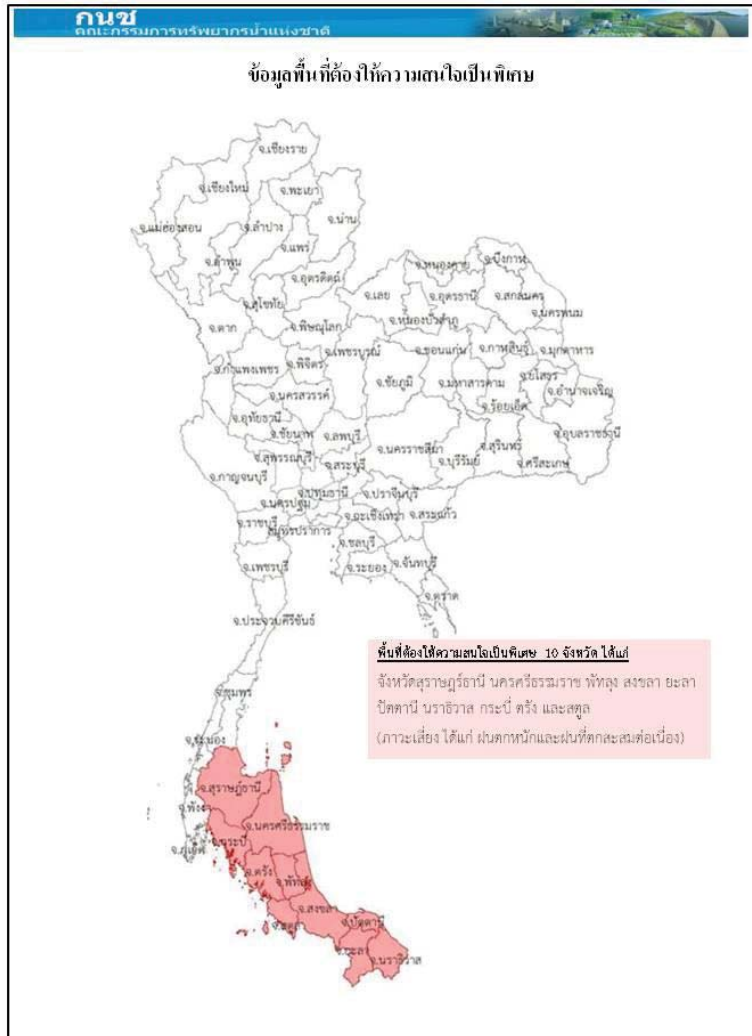 กนช
คณะกรรมการทรัพยากรน้ำแห่งชาติ
ข้อมูลพื้นที่ต้องให้ความสนใจเป็นพิเศษ
จ.เชียงราย
จ.เชียงใหม่
จ.พะเยา
จ.น่าน
จ.แม่ฮ่องสอน
จ.ลำปาง
จ.แพร่
จ.ลำพูน
จ.อุตรดิตถ์
จ.หนองคาย
จ.บึงกาฬ
จ.เลย
จ.อุดรธานี
จ.สกลนคร
จ.นครพนม
จ.สุโขทัย
จ.ตาก
จ.พิษณุโลก
จ.หนองบัวลำภู
จ.เพชรบูรณ์
จ.ขอนแก่น
จ.กาฬสินธุ์
จ.มุกดาหาร
จ.กำแพงเพชร
จ.พิจิตร
จ.ชัยภูมิ
จ.มหาสารคาม
จ.ยโสธร
จ.อำนาจเจริญ
จ.นครสวรรค์
จ.ร้อยเอ็ด
จ.อุทัยธานี
จ.ชัยนาท
จ.ลพบุรี
จ.นครราชสีมา
จ.บุรีรัมย์
จ.สุรินทร์
จ.ศรีสะเกษ
จ.อุบลราชธานี
จ.สุพรรณบุรี
จ.สระบุรี
จ.กาญจนบุรี
จ.ปทุมธานี
จ.ปราจีนบุรี
จ.นครปฐม
จ.ฉะเชิงเทรา
จ.สระแก้ว
จ.ราชบุรี
สมุทรปราการ
จ.ชลบุรี
จ.เพชรบุรี
จ.ระยอง
จ.จันทบุรี
จ.ตราด
จ.ประจวบคีรีขันธ์
พื้นที่ต้องให้ความสนใจเป็นพิเศษ 10 จังหวัด ได้แก่
จังหวัดสุราษฎร์ธานี นครศรีธรรมราช พัทลุง สงขลา ยะลา
ปัตตานี นราธิวาส กระบี่ ตรัง และสตูล
(ภาวะเสี่ยง ได้แก่ ฝนตกหนักและฝนที่ตกสะสมต่อเนื่อง)
จ.ชุมพร
จ.ระนอง
จ.สุราษฎร์ธานี
จ.พังงา
จ.นครศรีธรรมราช
จ.กระบี่
จ.ภูเก็ต
จ.ตรัง
จ.พัทลุง
จ.สงขลา
จ.สตูล
จ.ปัตตานี
จ.ยะลา
จ.นราธิวาส